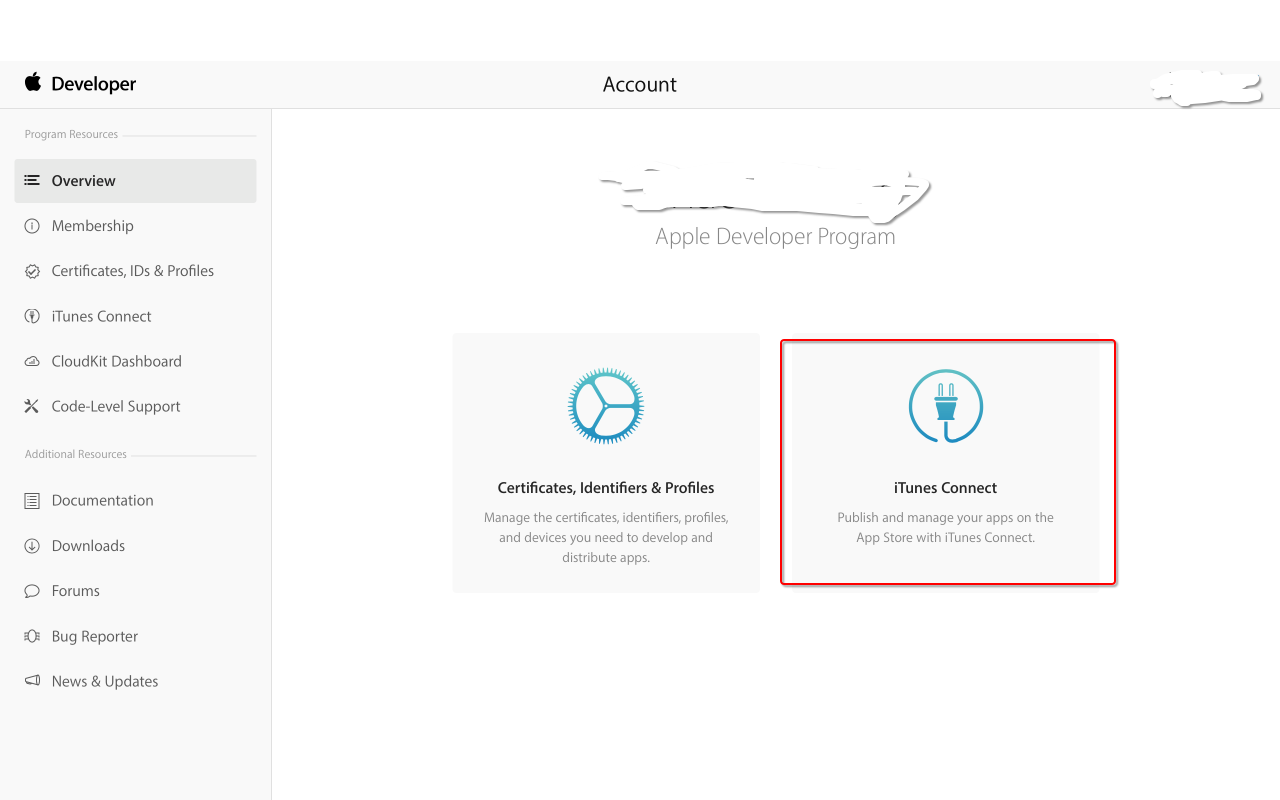 Developer
Account
Program Resources
Overview
Membership
Certificates, IDs & Profiles
iTunes Connect
CloudKit Dashboard
Code-Level Support
Additional Resources
Documentation
Downloads
Forums
Bug Reporter
News & Updates
Apple Developer Program
Certificates, Identifiers & Profiles
Manage the certificates, identifiers, profiles,
and devices you need to develop and
distribute apps.
iTunes Connect
Publish and manage your apps on the
App Store with iTunes Connect.